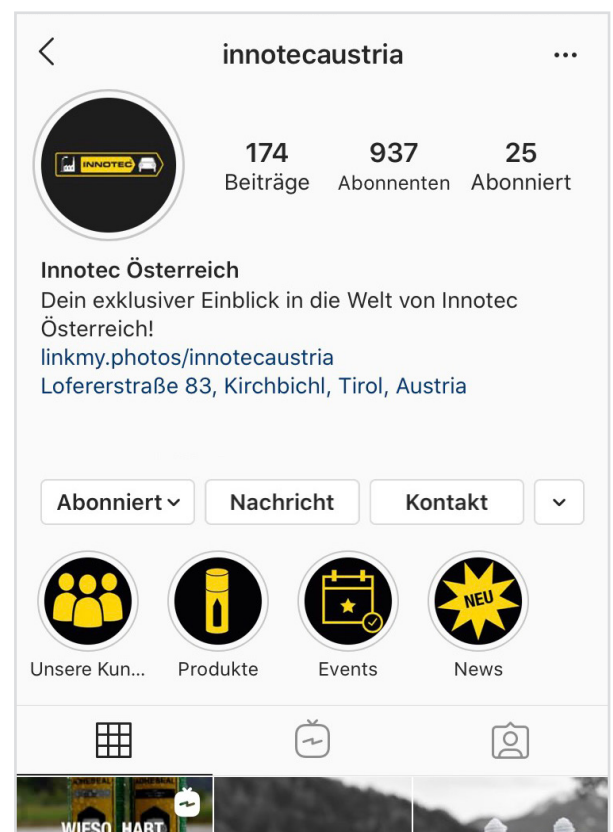 innotecaustria
INNOTEC
174 937 25
Beiträge Abonnenten Abonniert
Innotec Österreich
Dein exklusiver Einblick in die Welt von Innotec
Österreich!
linkmy.photos/innotecaustria
Lofererstraße 83, Kirchbichl, Tirol, Austria
Abonniert Nachricht Kontakt
NEU
Unsere Kun... Produkte Events News
WIESO HART